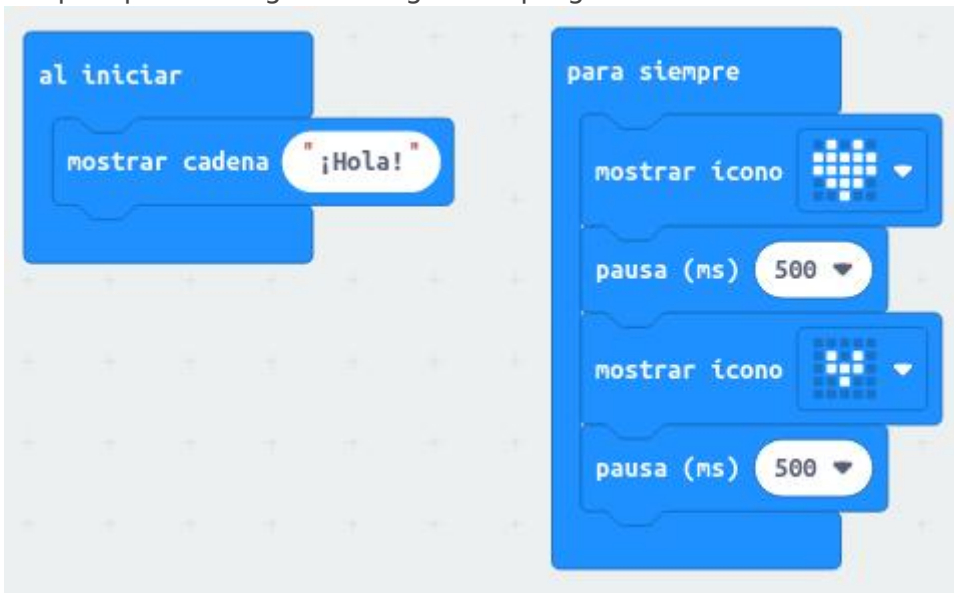 al iniciar
mostrar cadena "¡Hola!"
para siempre
mostrar ícono
pausa (ms) 500
mostrar ícono
pausa (ms) 500